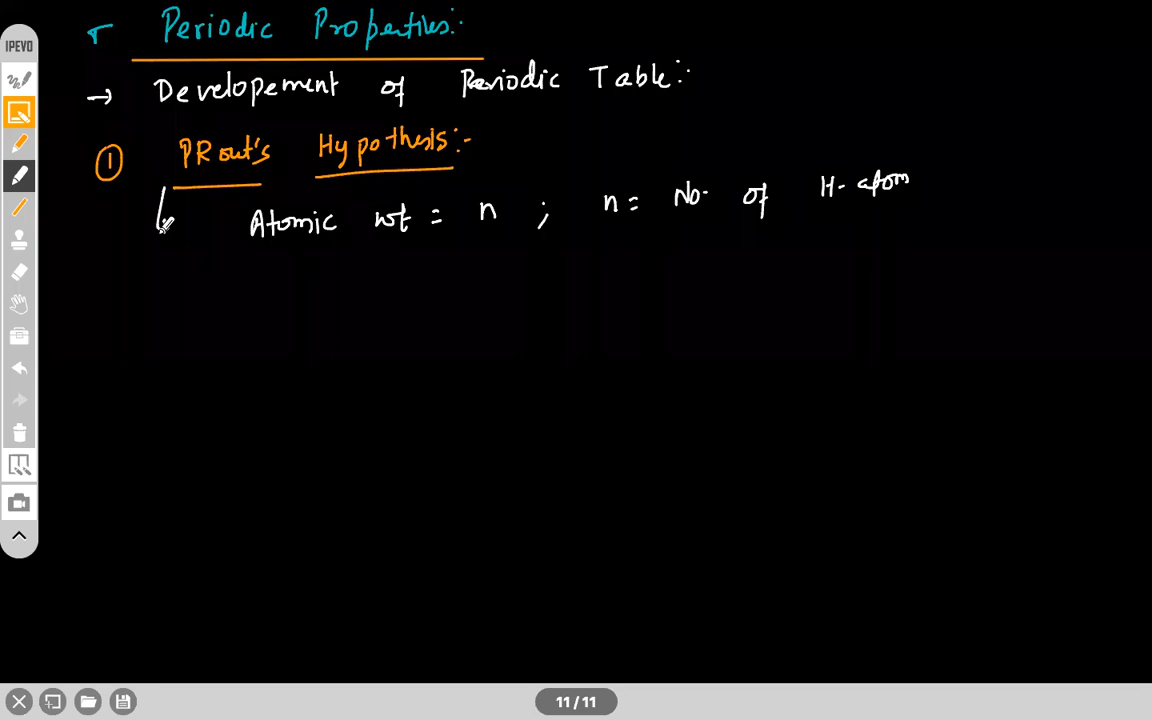 IPEVO
Periodic Properties:-
→ Developement of Periodic Table:-
① PRout's Hypothesis:-
Atomic wt = n ; n = No. of H-atom
11/11